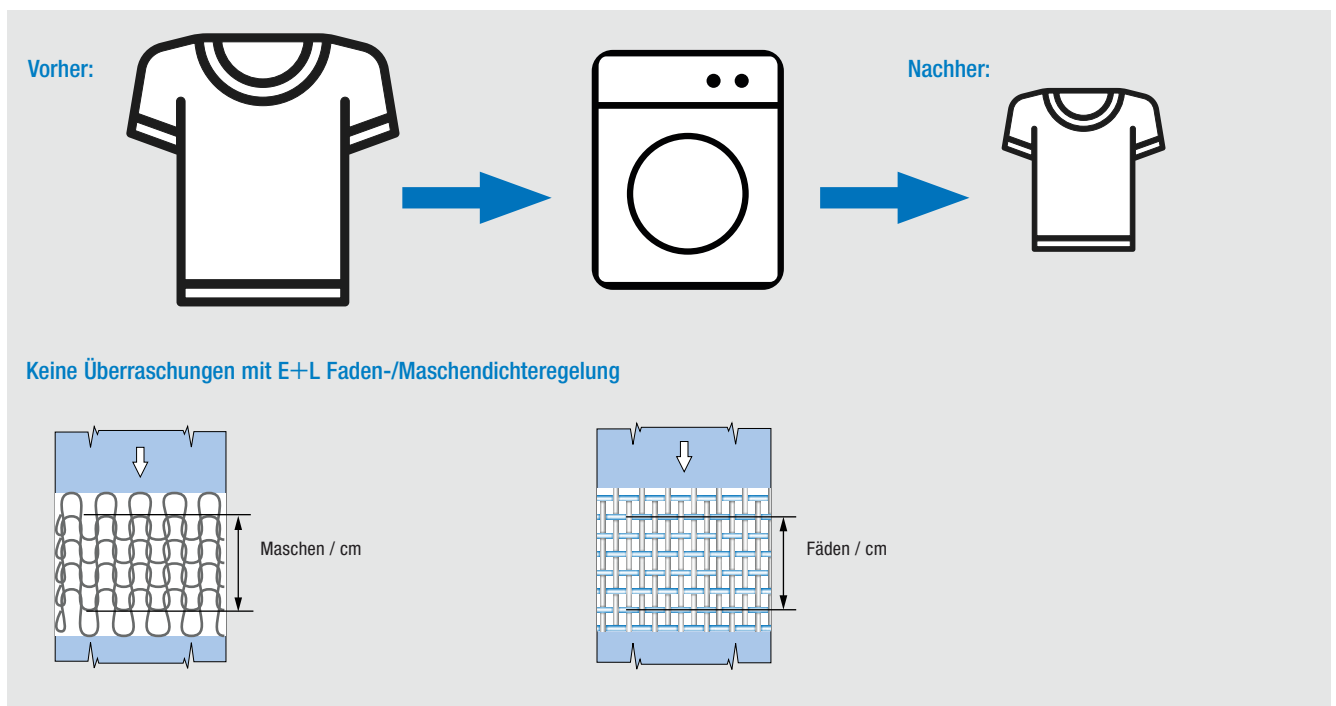 Vorher:
Nachher:
Keine Überraschungen mit E+L Faden-/Maschendichteregelung
Maschen / cm
Fäden / cm